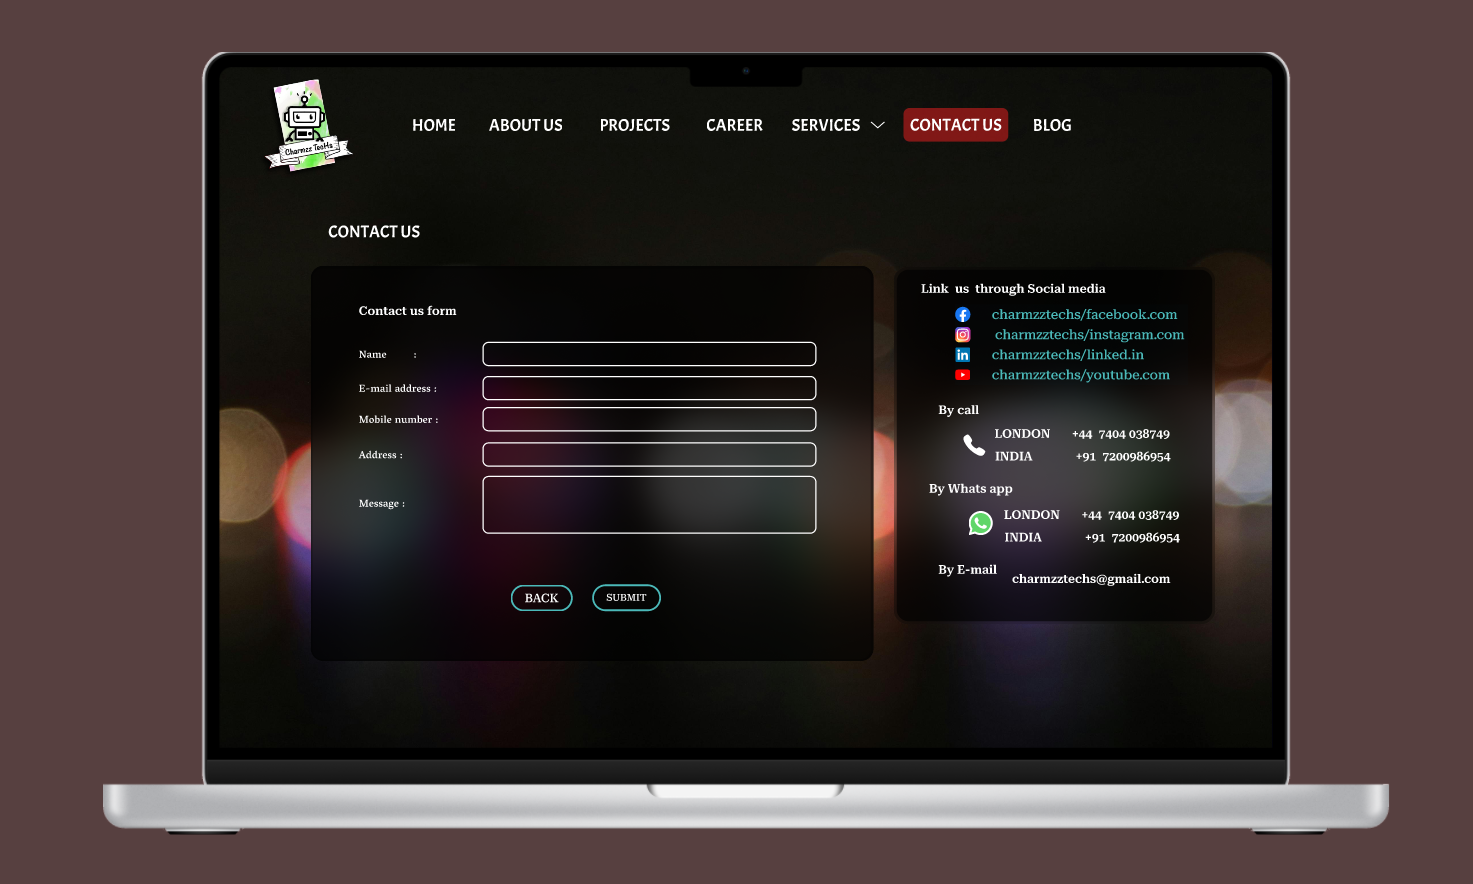 Charmzz TecHs
HOME ABOUT US PROJECTS CAREER SERVICES CONTACT US BLOG
CONTACT US
Contact us form
Name :
E-mail address :
Mobile number :
Address :
Message :
BACK SUBMIT
Link us through Social media
charmzztechs/facebook.com
charmzztechs/instagram.com
charmzztechs/linked.in
charmzztechs/youtube.com
By call
LONDON +44 7404 038749
INDIA +91 7200986954
By Whats app
LONDON +44 7404 038749
INDIA +91 7200986954
By E-mail
charmzztechs@gmail.com